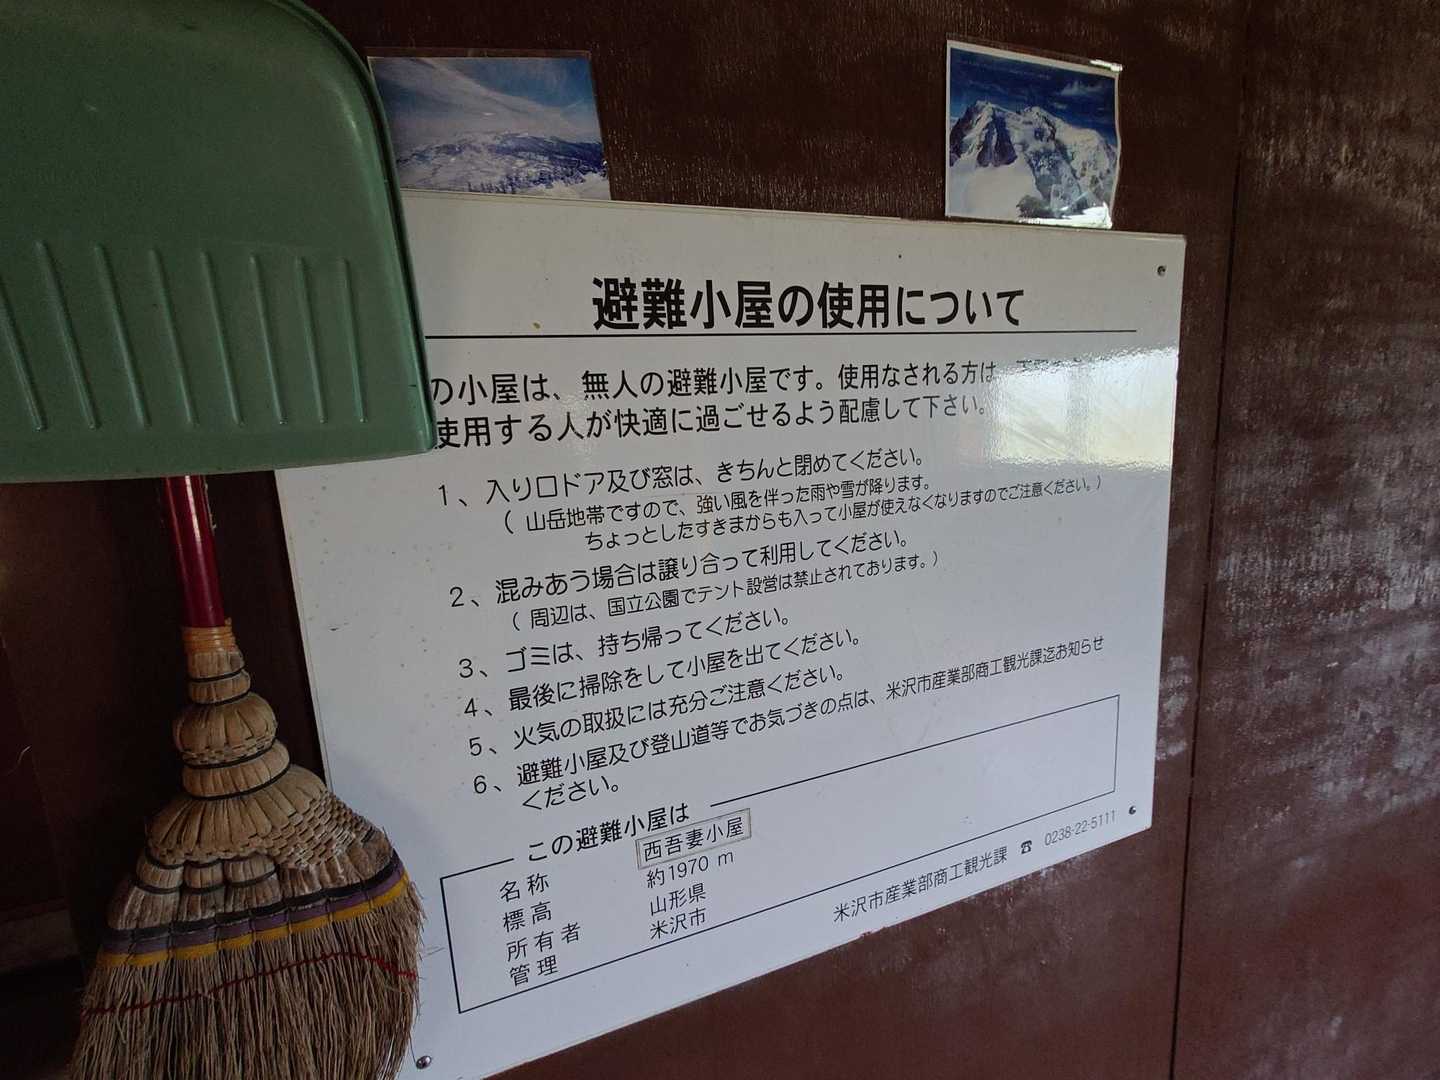 避難小屋の使用について
の小屋は、無人の避難小屋です。使用なされる方は、
使用する人が快適に過ごせるよう配慮して下さい。
1、入り口ドア及び窓は、きちんと閉めてください。
(山岳地帯ですので、強い風を伴った雨や雪が降ります。
ちょっとしたすきまからも入って小屋が使えなくなりますのでご注意ください。)
2、混みあう場合は譲り合って利用してください。
(周辺は、国立公園でテント設営は禁止されております。)
3、ゴミは、持ち帰ってください。
4、最後に掃除をして小屋を出てください。
5、火気の取扱には充分ご注意ください。
6、避難小屋及び登山道等でお気づきの点は、米沢市産業部商工観光課迄お知らせ
ください。
この避難小屋は
名称 西吾妻小屋
標高 約1970 m
所有者 山形県
管理 米沢市
米沢市産業部商工観光課 ☎ 0238-22-5111